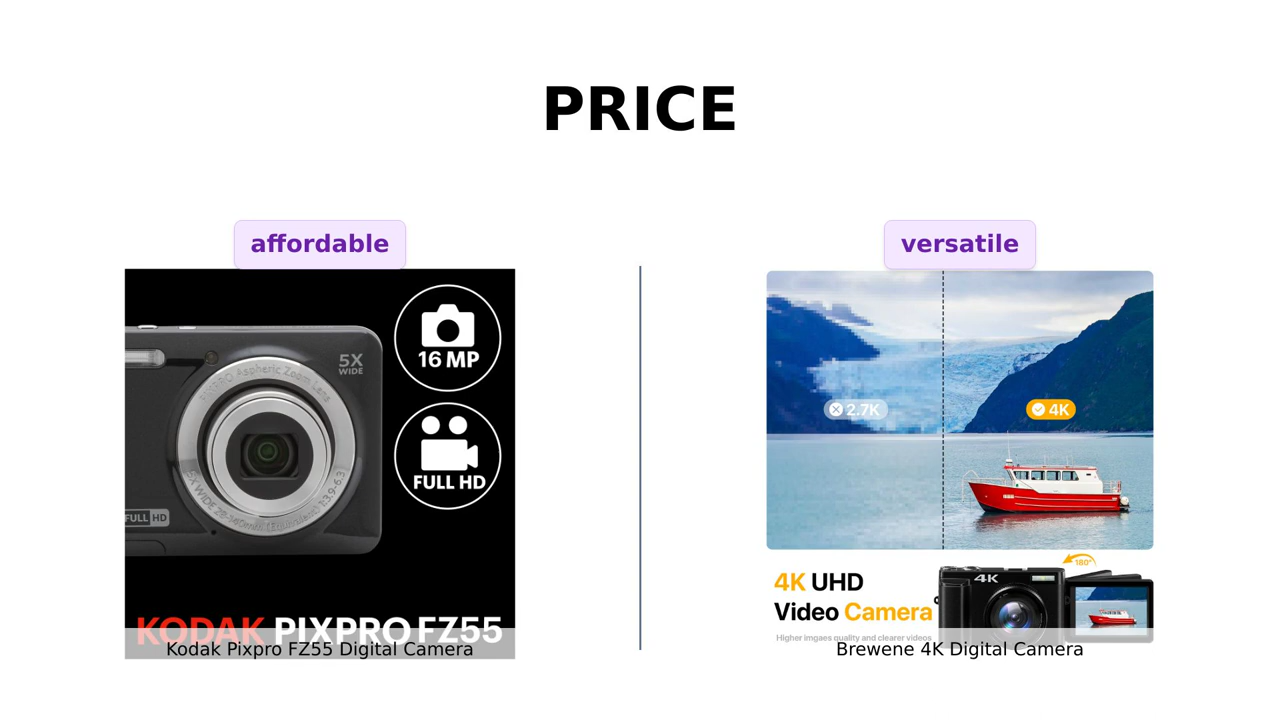 PRICE
affordable
versatile
5X
WIDE
16 MP
FULL HD
FULL HD
KODAK PIXPRO FZ55
Kodak Pixpro FZ55 Digital Camera
2.7K
4K
180°
4K UHD
Video Camera
4K
Higher imgaes quality and clearer videos
Brewene 4K Digital Camera